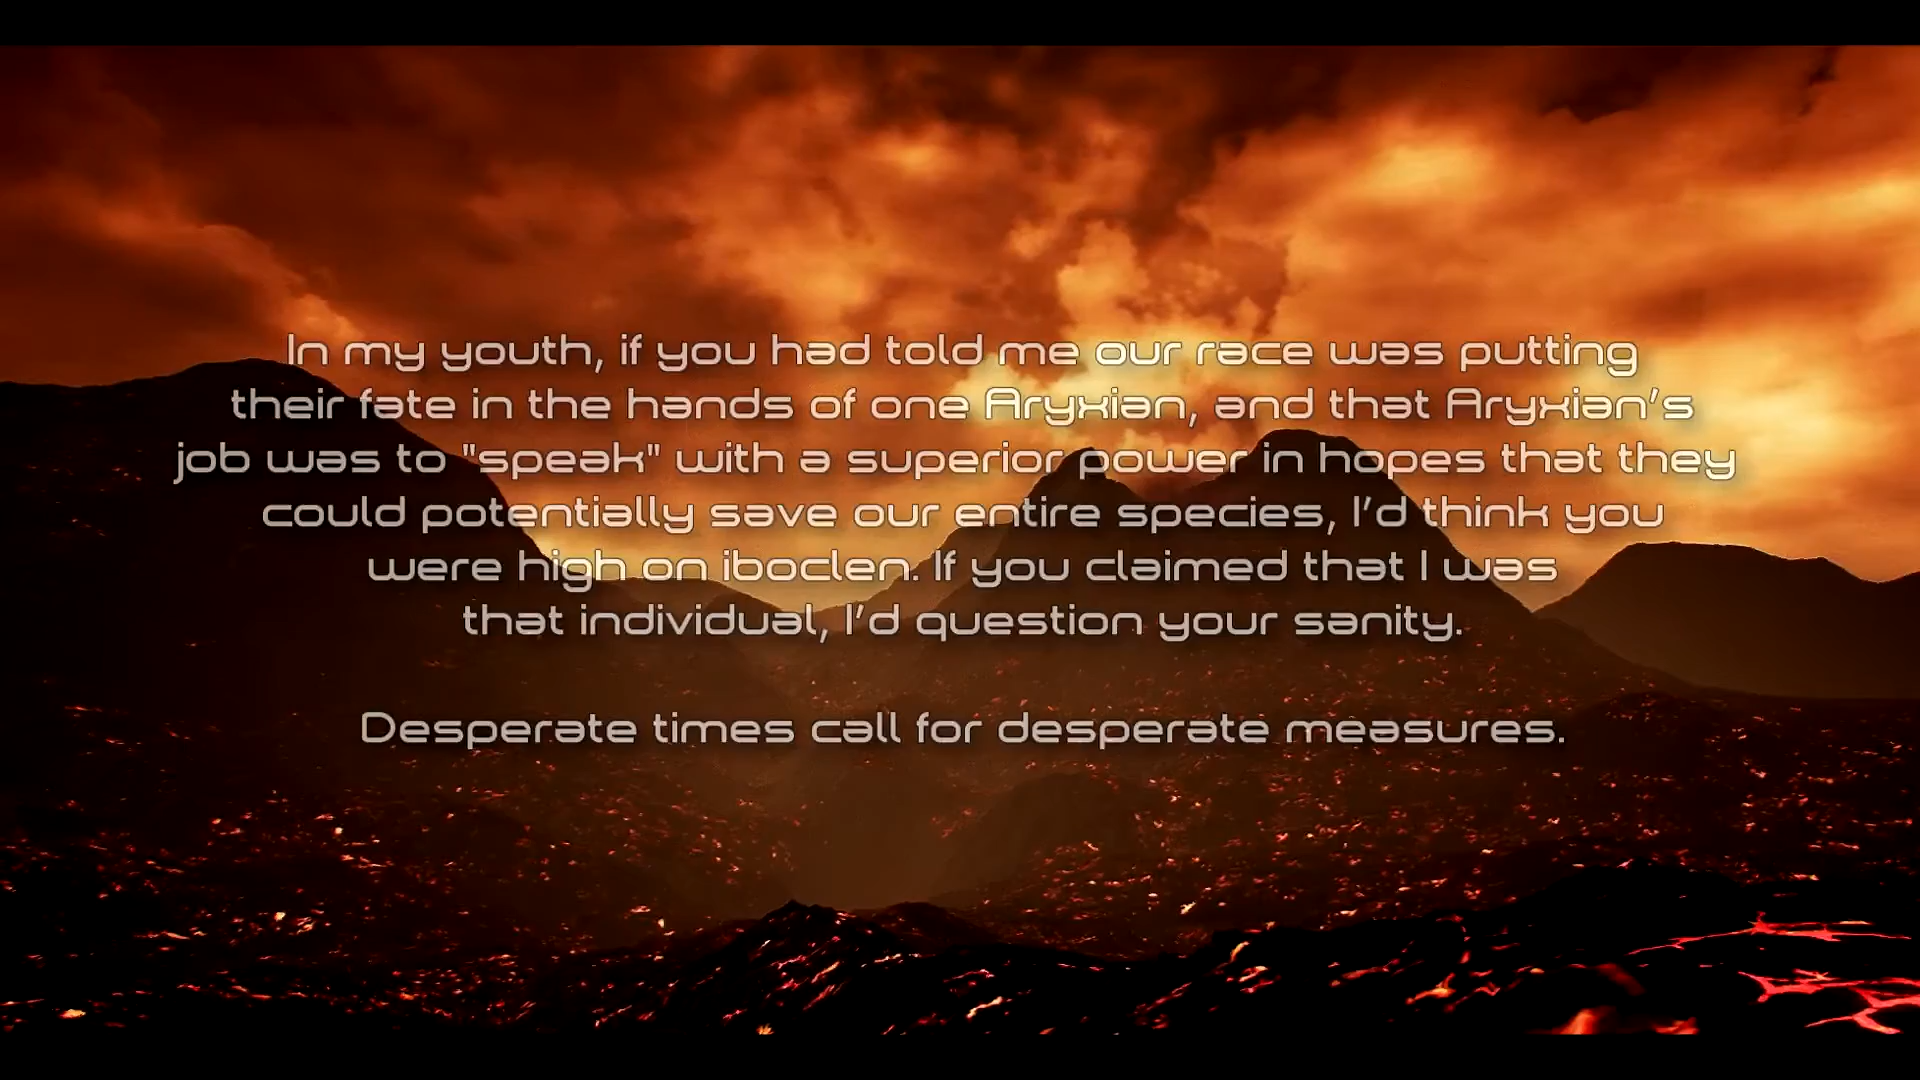 In my youth, if you had told me our race was putting
their fate in the hands of one Aryxian, and that Aryxian's
job was to "speak" with a superior power in hopes that they
could potentially save our entire species, I'd think you
were high on iboclen. If you claimed that I was
that individual, I'd question your sanity.
Desperate times call for desperate measures.